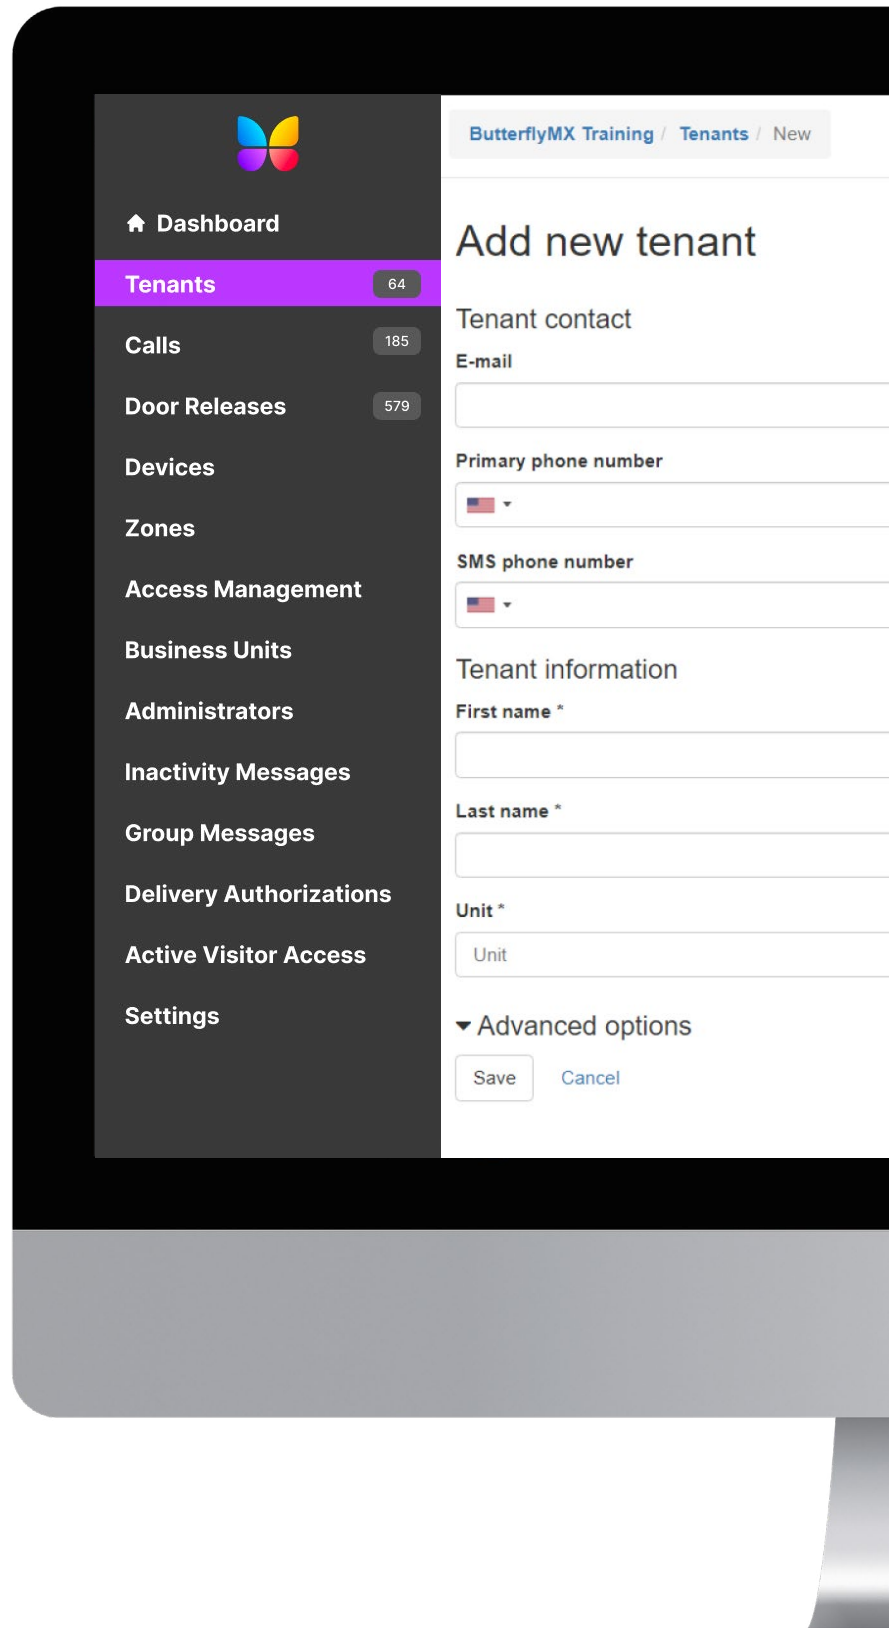 Dashboard
Tenants 64
Calls 185
Door Releases 579
Devices
Zones
Access Management
Business Units
Administrators
Inactivity Messages
Group Messages
Delivery Authorizations
Active Visitor Access
Settings
ButterflyMX Training / Tenants / New
Add new tenant
Tenant contact
E-mail
Primary phone number
SMS phone number
Tenant information
First name *
Last name *
Unit *
Unit
Advanced options
Save Cancel